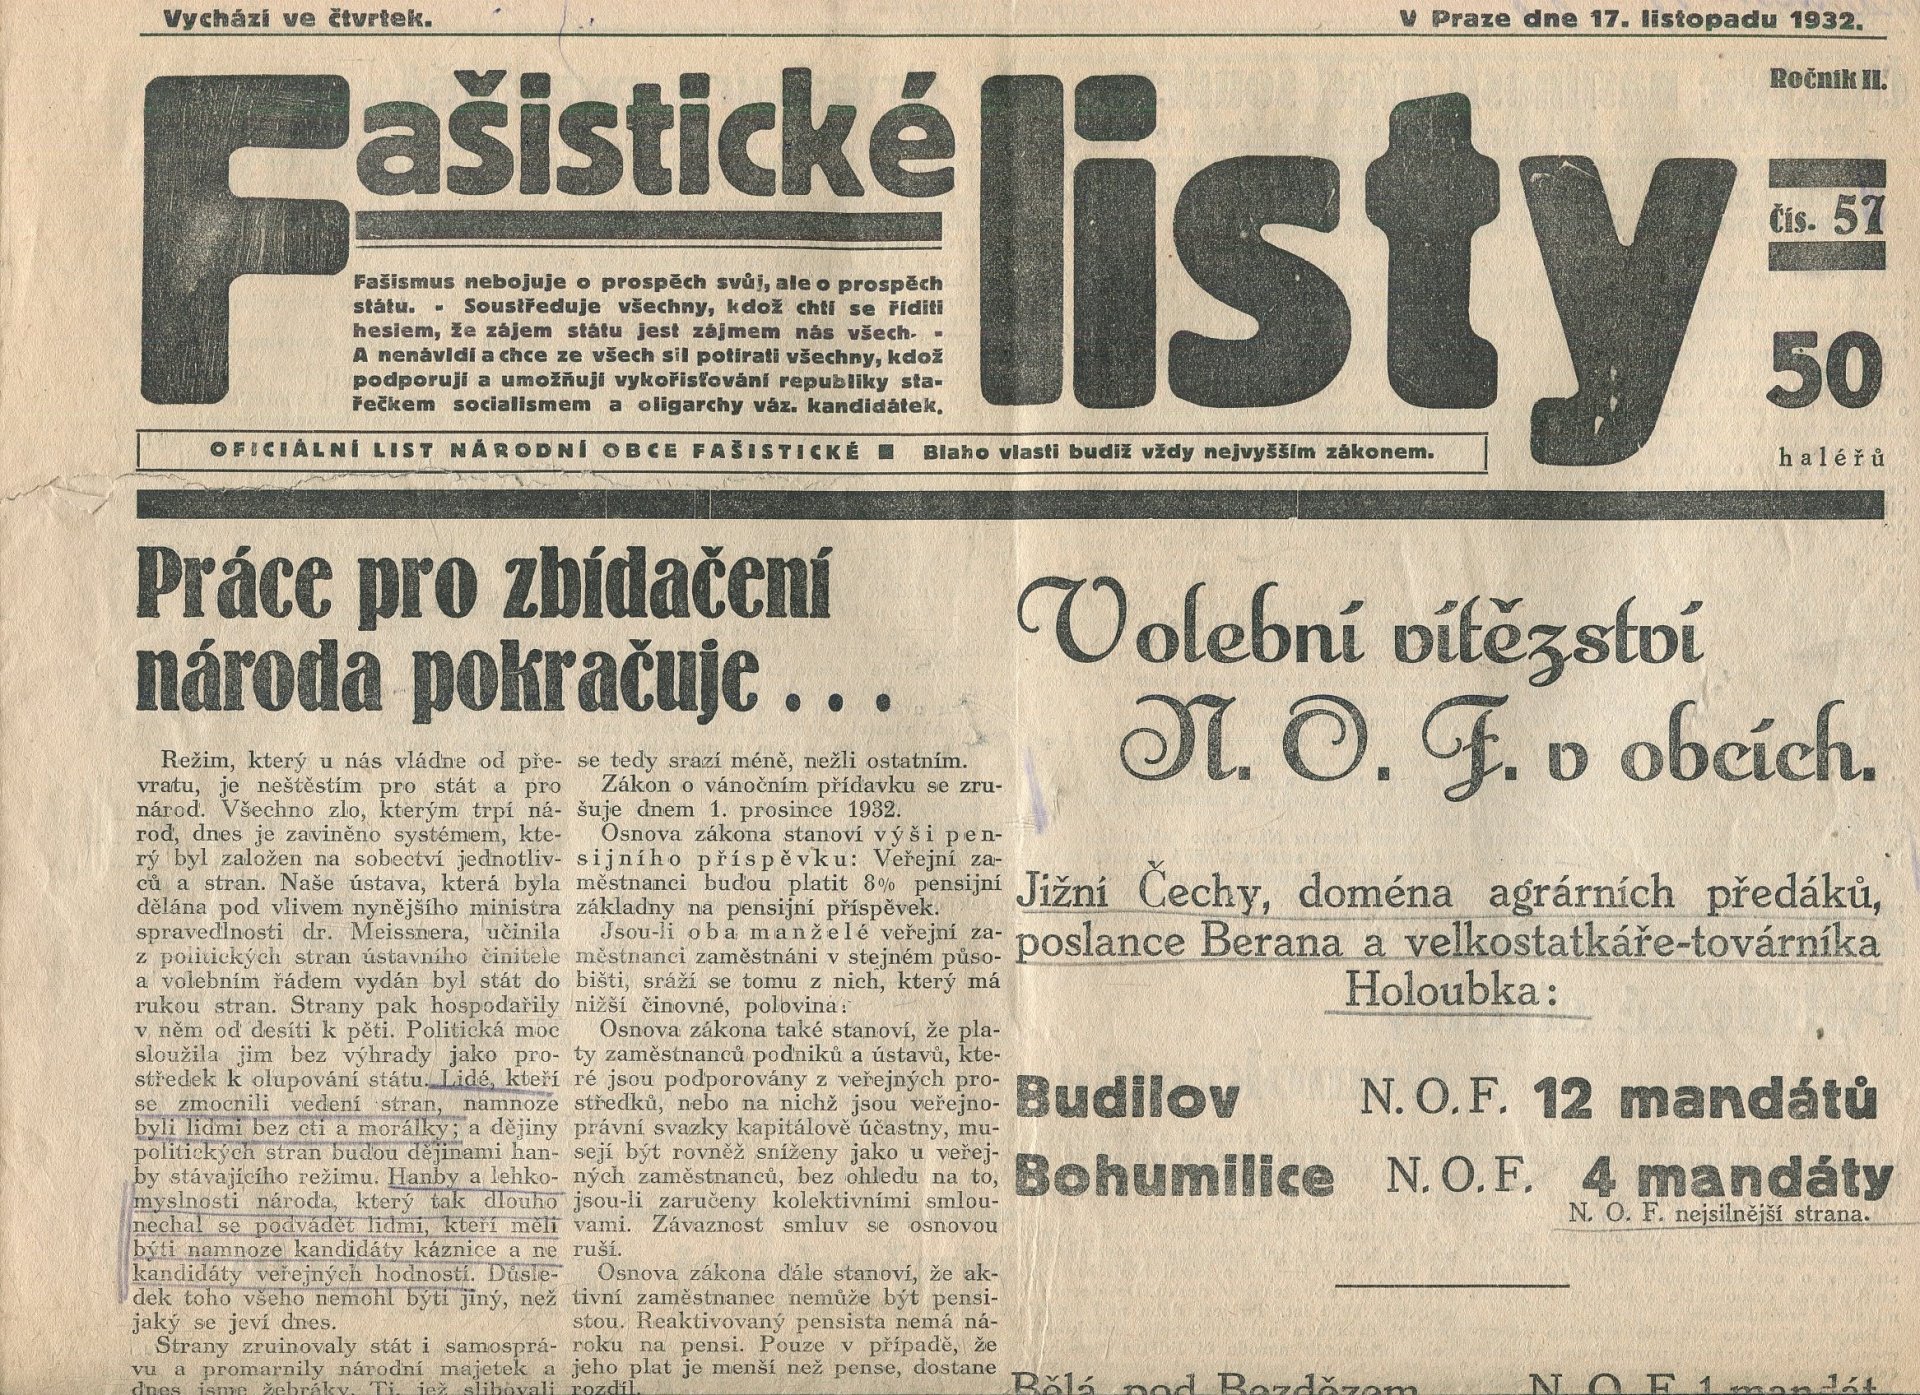 Vychází ve čtvrtek.
V Praze dne 17. listopadu 1932.
Fašistické listy
Ročník II.
čís. 57
50
haléřů
Fašismus nebojuje o prospěch svůj, ale o prospěch
státu. - Soustřeďuje všechny, kdož chtí se říditi
heslem, že zájem státu jest zájmem nás všech. -
A nenávidí a chce ze všech sil potírati všechny, kdož
podporují a umožňují vykořisťování republiky sta-
řečkem socialismem a oligarchy váz. kandidátek.
OFICIÁLNÍ LIST NÁRODNÍ OBCE FAŠISTICKÉ ■ Blaho vlasti budiž vždy nejvyšším zákonem.
Práce pro zbídačení
národa pokračuje . . .
Režim, který u nás vládne od pře-
vratu, je neštěstím pro stát a pro
národ. Všechno zlo, kterým trpí ná-
rod, dnes je zaviněno systémem, kte-
rý byl založen na sobectví jednotliv-
ců a stran. Naše ústava, která byla
dělána pod vlivem nynějšího ministra
spravedlnosti dr. Meissnera, učinila
z politických stran ústavního činitele
a volebním řádem vydán byl stát do
rukou stran. Strany pak hospodařily
v něm od desíti k pěti. Politická moc
sloužila jim bez výhrady jako pro-
středek k olupování státu. Lidé, kteří
se zmocnili vedení stran, namnoze
byli lidmi bez cti a morálky; a dějiny
politických stran budou dějinami han-
by stávajícího režimu. Hanby a lehko-
myslnosti národa, který tak dlouho
nechal se podvádět lidmi, kteří měli
býti namnoze kandidáty káznice a ne
kandidáty veřejných hodností. Důsle-
dek toho všeho nemohl býti jiný, než
jaký se jeví dnes.
Strany zruinovaly stát i samosprá-
vu a promarnily národní majetek a
dnes jsme žebráky. Ti, jež slibovali
se tedy srazí méně, nežli ostatním.
Zákon o vánočním přídavku se zru-
šuje dnem 1. prosince 1932.
Osnova zákona stanoví výši pen-
sijního příspěvku: Veřejní za-
městnanci budou platit 8% pensijní
základny na pensijní příspěvek.
Jsou-li oba manželé veřejní za-
městnanci zaměstnáni v stejném půso-
bišti, sráží se tomu z nich, který má
nižší činovné, polovina.
Osnova zákona také stanoví, že pla-
ty zaměstnanců podniků a ústavů, kte-
ré jsou podporovány z veřejných pro-
středků, nebo na nichž jsou veřejno-
právní svazky kapitálově účastny, mu-
sejí být rovněž sníženy jako u veřej-
ných zaměstnanců, bez ohledu na to,
jsou-li zaručeny kolektivními smlou-
vami. Závaznost smluv se osnovou
ruší.
Osnova zákona dále stanoví, že ak-
tivní zaměstnanec nemůže být pensi-
stou. Reaktivovaný pensista nemá ná-
roku na pensi. Pouze v případě, že
jeho plat je menší než pense, dostane
rozdíl.
Volební vítězství
N. O. F. v obcích.
Jižní Čechy, doména agrárních předáků,
poslance Berana a velkostatkáře-továrníka
Holoubka:
Budilov N. O. F. 12 mandátů
Bohumilice N. O. F. 4 mandáty
N. O. F. nejsilnější strana.
Bělá pod Bezdězem N. O. F. 1 mandát